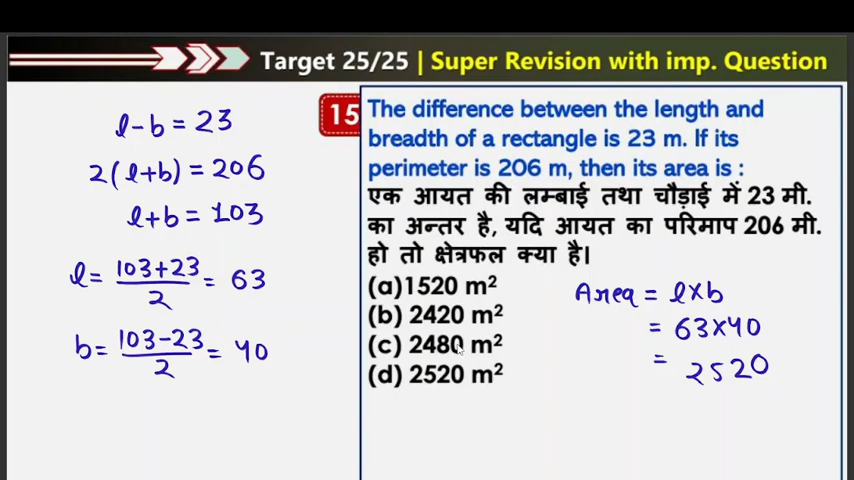 Target 25/25 | Super Revision with imp. Question
l-b = 23
2(l+b) = 206
l+b = 103
l = 103+23/2 = 63
b = 103-23/2 = 40
15
The difference between the length and
breadth of a rectangle is 23 m. If its
perimeter is 206 m, then its area is :
एक आयत की लम्बाई तथा चौड़ाई में 23 मी.
का अन्तर है, यदि आयत का परिमाप 206 मी.
हो तो क्षेत्रफल क्या है।
(a)1520 m²
(b) 2420 m²
(c) 2480 m²
(d) 2520 m²
Area = l×b
= 63×40
= 2520